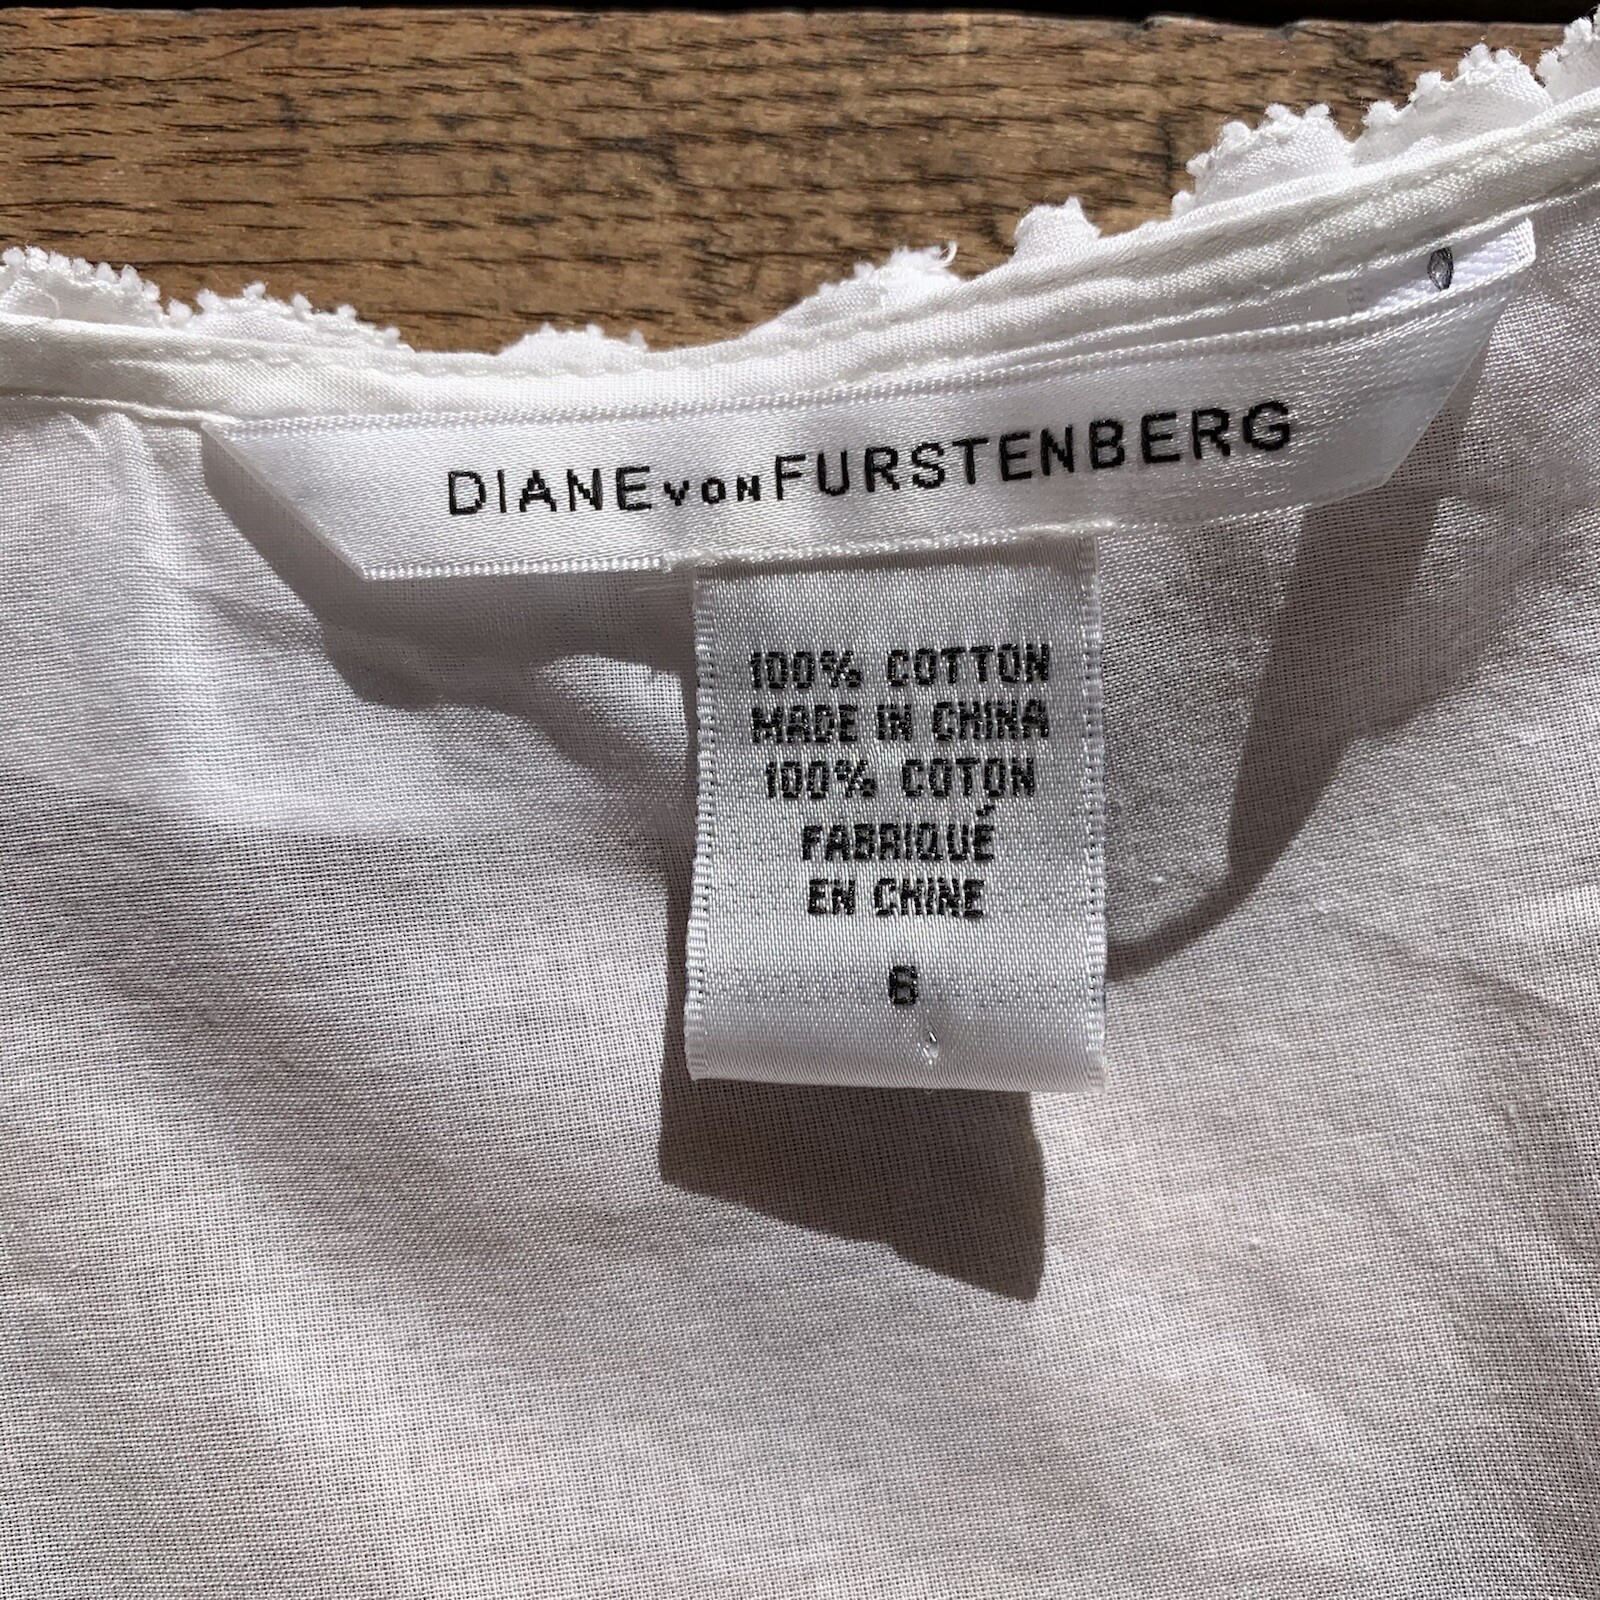 DIANE VON FURSTENBERG
100% COTTON
MADE IN CHINA
100% COTON
FABRIQUÉ
EN CHINE
6